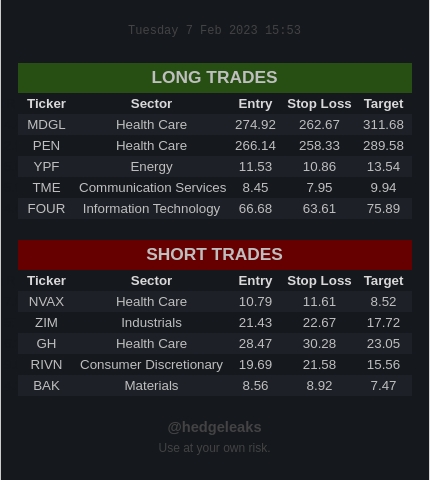 Tuesday 7 Feb 2023 15:53
LONG TRADES
Ticker Sector Entry Stop Loss Target
MDGL Health Care 274.92 262.67 311.68
PEN Health Care 266.14 258.33 289.58
YPF Energy 11.53 10.86 13.54
TME Communication Services 8.45 7.95 9.94
FOUR Information Technology 66.68 63.61 75.89
SHORT TRADES
Ticker Sector Entry Stop Loss Target
NVAX Health Care 10.79 11.61 8.52
ZIM Industrials 21.43 22.67 17.72
GH Health Care 28.47 30.28 23.05
RIVN Consumer Discretionary 19.69 21.58 15.56
BAK Materials 8.56 8.92 7.47
@hedgeleaks
Use at your own risk.